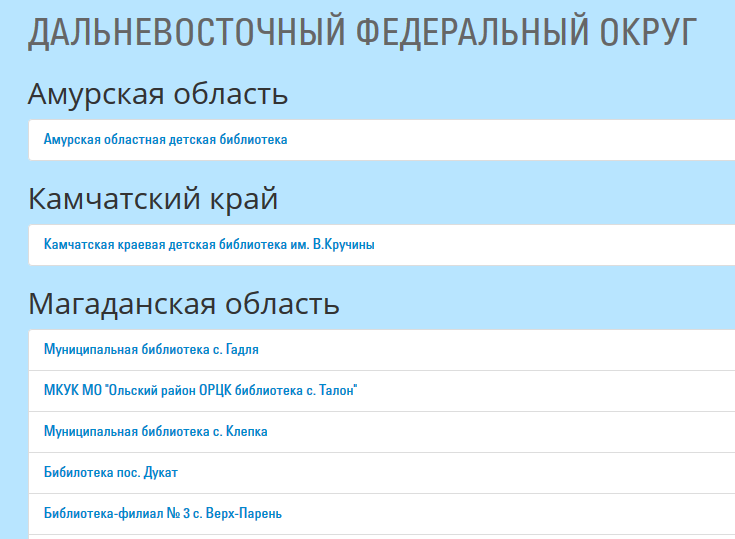 ДАЛЬНЕВОСТОЧНЫЙ ФЕДЕРАЛЬНЫЙ ОКРУГ
Амурская область
Амурская областная детская библиотека
Камчатский край
Камчатская краевая детская библиотека им. В.Кручины
Магаданская область
Муниципальная библиотека с. Гадля
МКУК МО "Ольский район ОРЦК библиотека с. Талон"
Муниципальная библиотека с. Клепка
Бибилотека пос. Дукат
Библиотека-филиал № 3 с. Верх-Парень